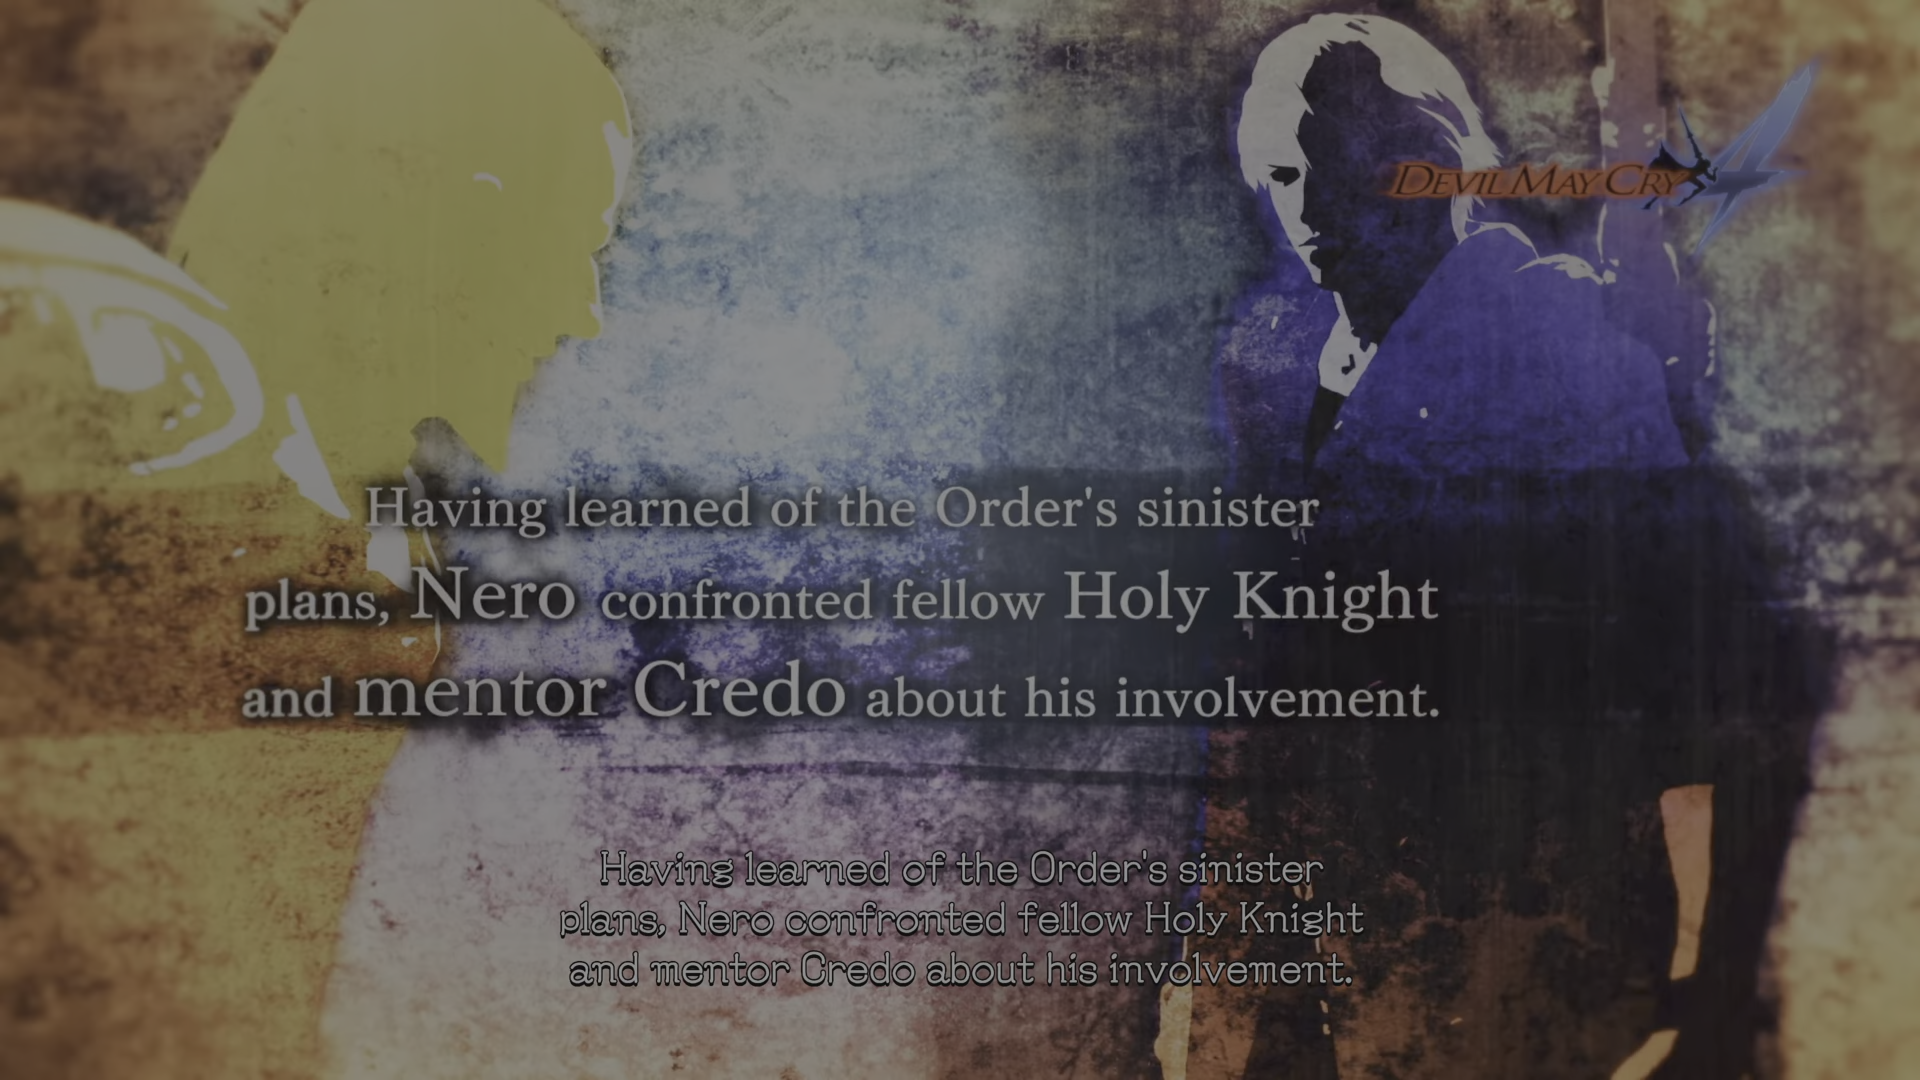 DEVIL MAY CRY 4
Having learned of the Order's sinister
plans, Nero confronted fellow Holy Knight
and mentor Credo about his involvement.
Having learned of the Order's sinister
plans, Nero confronted fellow Holy Knight
and mentor Credo about his involvement.